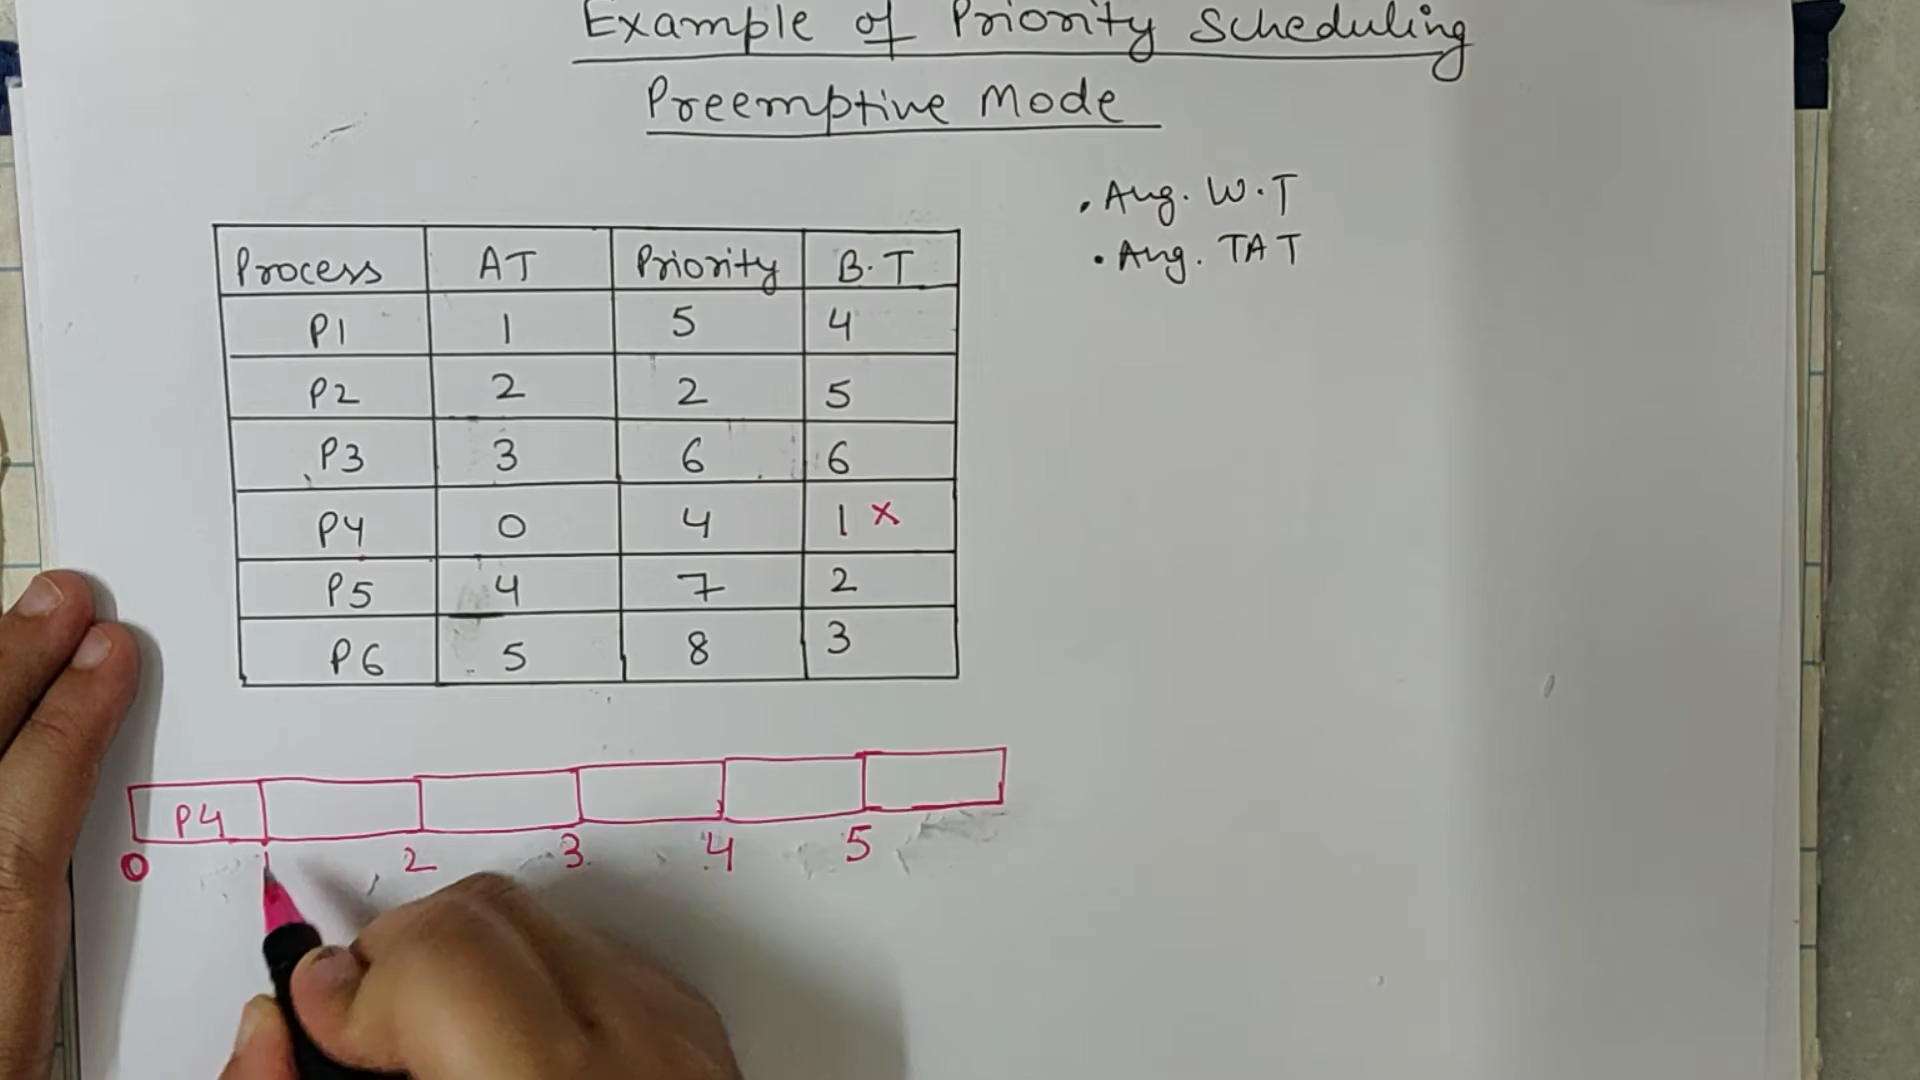 Example of Priority Scheduling
Preemptive Mode
• Avg. W.T
• Avg. TAT
Process AT Priority B.T
P1 1 5 4
P2 2 2 5
P3 3 6 6
P4 0 4 1 x
P5 4 7 2
P6 5 8 3
P4
0 1 2 3 4 5